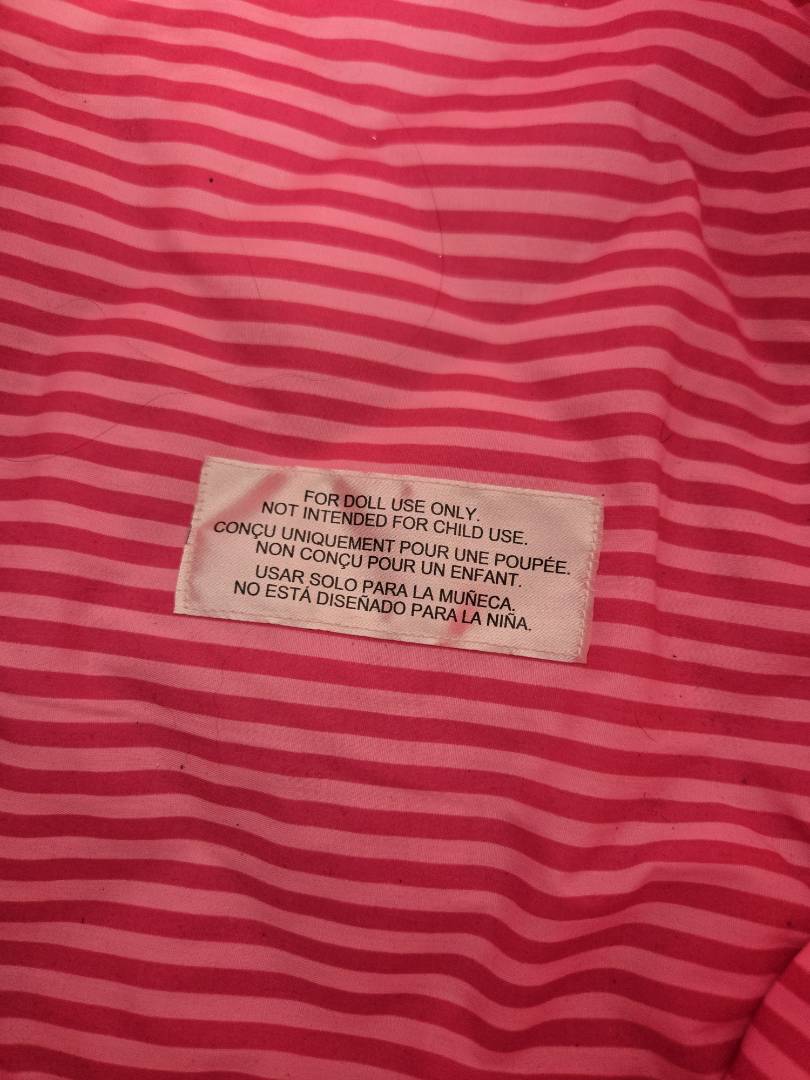 FOR DOLL USE ONLY.
NOT INTENDED FOR CHILD USE.
CONÇU UNIQUEMENT POUR UNE POUPÉE.
NON CONÇU POUR UN ENFANT.
USAR SOLO PARA LA MUÑECA.
NO ESTÁ DISEÑADO PARA LA NIÑA.